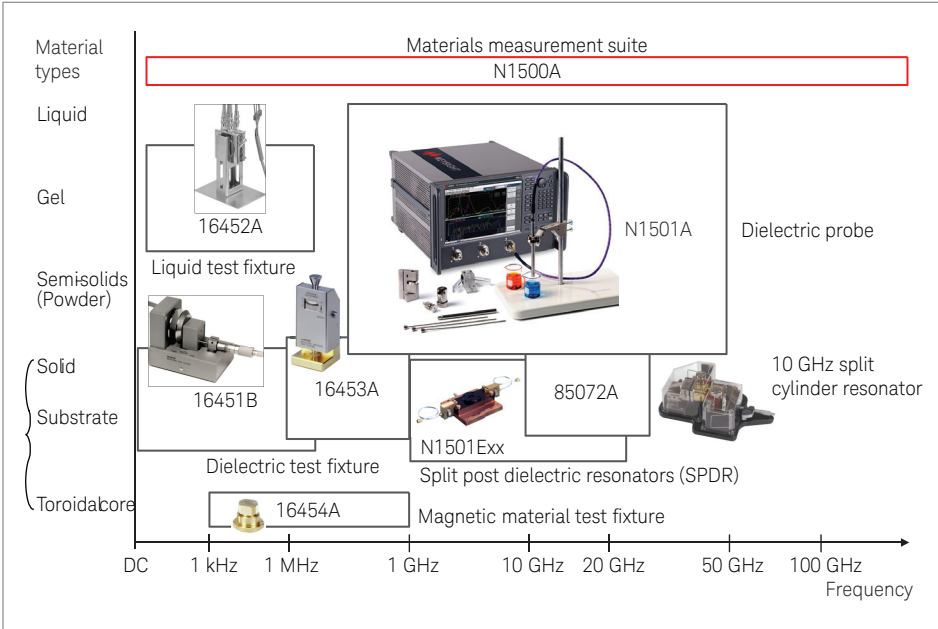 Material
types
Materials measurement suite
N1500A
Liquid
Gel
Semisolids
(Powder)
Solid
Substrate
Toroidalcore
16452A
Liquid test fixture
KEYSIGHT
N1501A
Dielectric probe
16451B
16453A
Dielectric test fixture
N1501Exx
85072A
Split post dielectric resonators (SPDR)
10 GHz split
cylinder resonator
16454A
Magnetic material test fixture
DC
1 kHz
1 MHz
1 GHz
10 GHz
20 GHz
50 GHz
100 GHz
Frequency